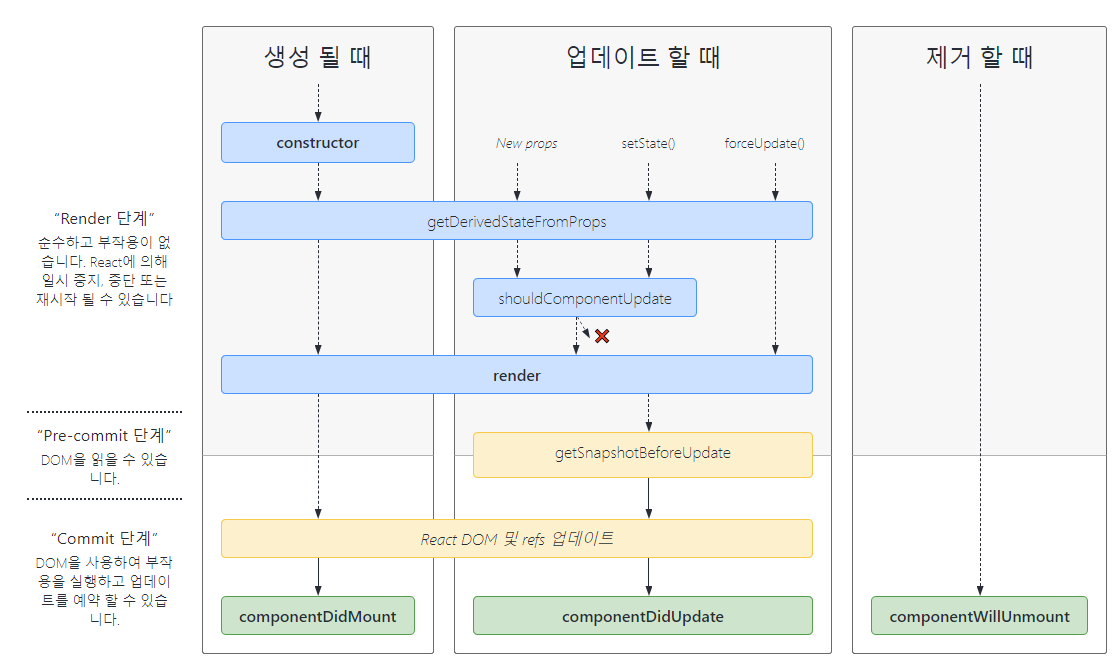 생성 될 때
업데이트 할 때
제거 할 때
constructor
New props
setState()
forceUpdate()
“Render 단계”
순수하고 부작용이 없
습니다. React에 의해
일시 중지, 중단 또는
재시작 될 수 있습니다
getDerivedStateFromProps
shouldComponentUpdate
render
“Pre-commit 단계”
DOM을 읽을 수 있습
니다.
getSnapshotBeforeUpdate
“Commit 단계”
DOM을 사용하여 부작
용을 실행하고 업데이
트를 예약 할 수 있습
니다.
React DOM 및 refs 업데이트
componentDidMount
componentDidUpdate
componentWillUnmount